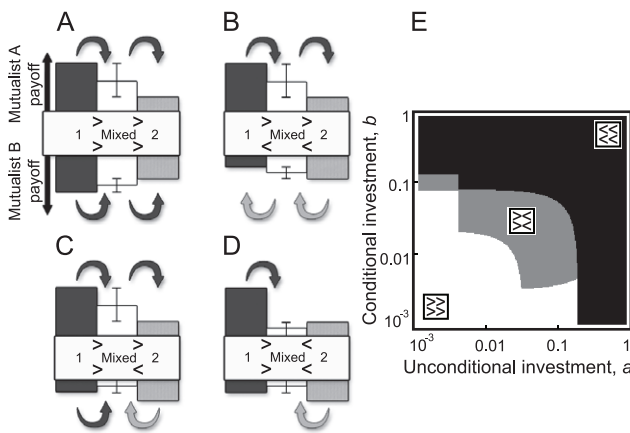 A
B
E
Mutualist A
payoff
Mutualist B
payoff
1 Mixed 2
1 Mixed 2
C
D
1 Mixed 2
1 Mixed 2
Conditional investment, b
1
0.1
0.01
10-3
10-3
0.01
0.1
1
Unconditional investment, a